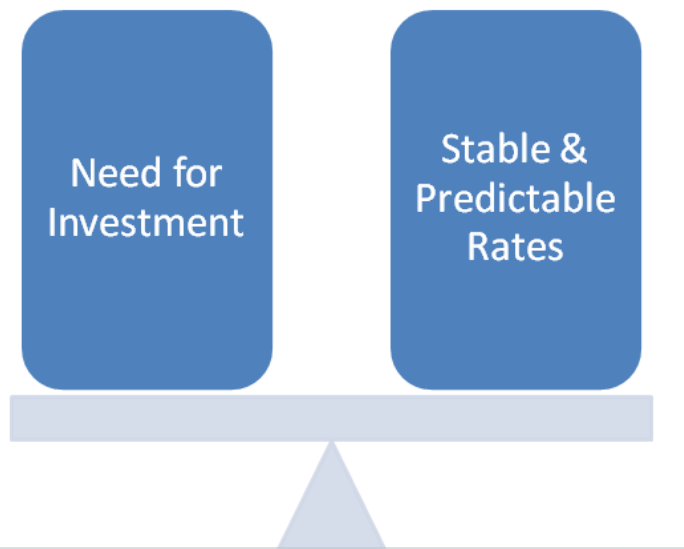 Need for
Investment
Stable &
Predictable
Rates